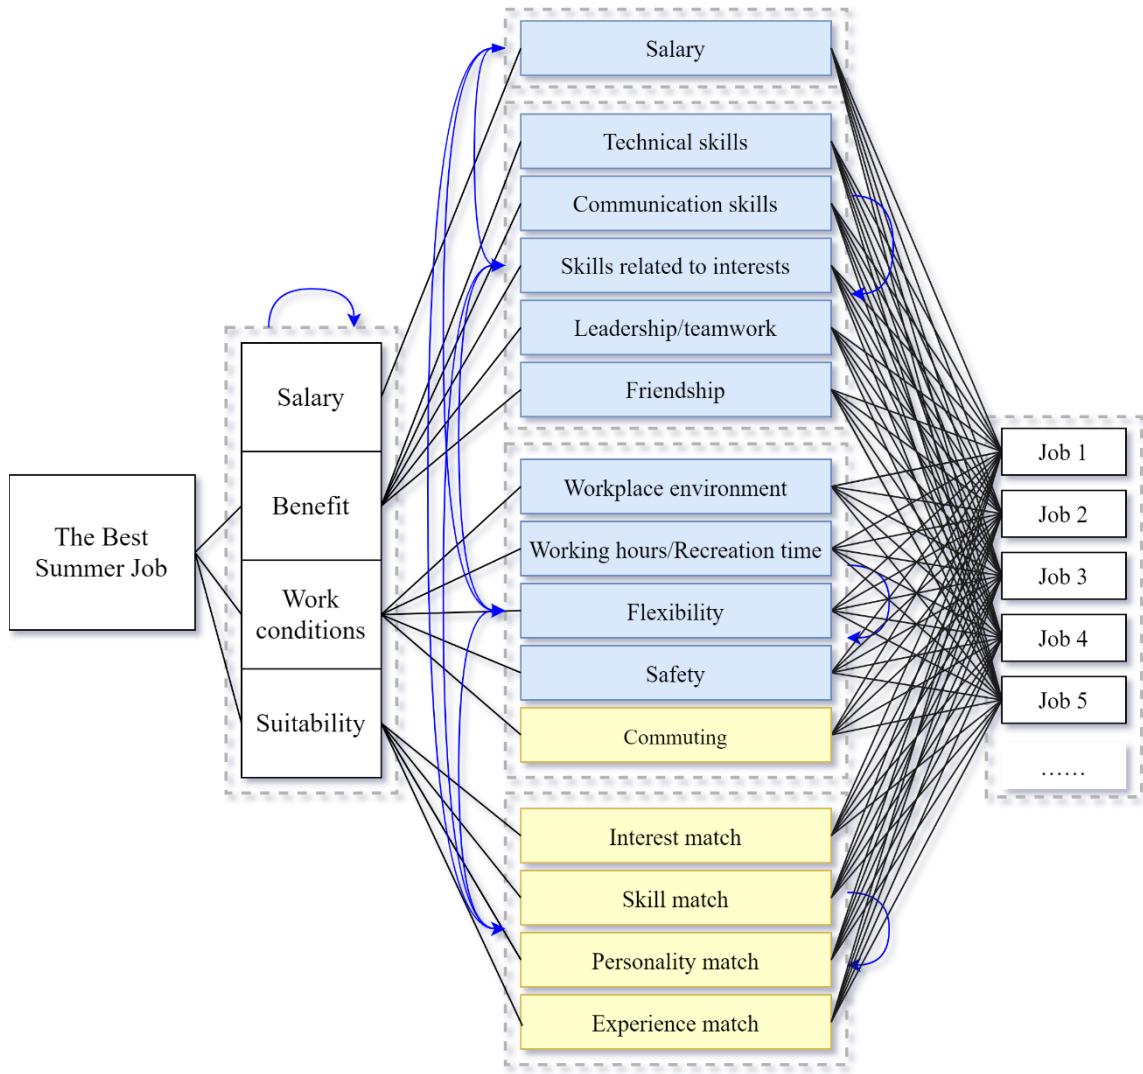 The Best
Summer Job
Salary
Benefit
Work
conditions
Suitability
Salary
Technical skills
Communication skills
Skills related to interests
Leadership/teamwork
Friendship
Workplace environment
Working hours/Recreation time
Flexibility
Safety
Commuting
Interest match
Skill match
Personality match
Experience match
Job 1
Job 2
Job 3
Job 4
Job 5
……